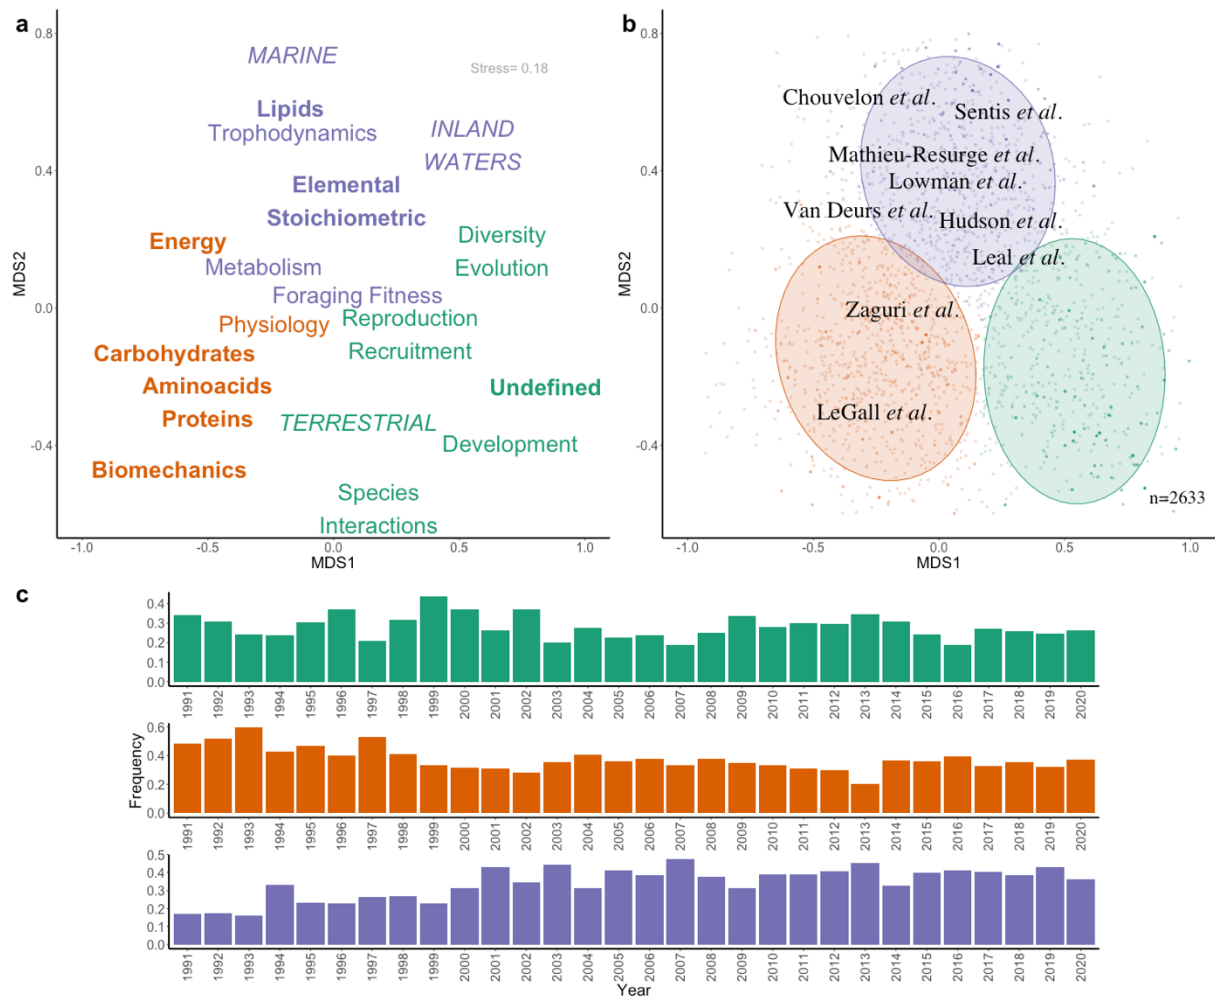 a
0.8
0.4
0.0
-0.4
MDS2
MARINE
Stress= 0.18
Lipids
Trophodynamics
INLAND
WATERS
Elemental
Stoichiometric
Energy
Diversity
Metabolism
Evolution
Foraging Fitness
Physiology
Reproduction
Carbohydrates
Recruitment
Aminoacids
Undefined
Proteins
TERRESTRIAL
Development
Biomechanics
Species
Interactions
-1.0 -0.5 0.0 0.5 1.0
MDS1
b
0.8
0.4
0.0
-0.4
MDS2
Chouvelon et al.
Sentis et al.
Mathieu-Resurge et al.
Lowman et al.
Van Deurs et al.
Hudson et al.
Leal et al.
Zaguri et al.
LeGall et al.
n=2633
-1.0 -0.5 0.0 0.5 1.0
MDS1
c
0.4
0.3
0.2
0.1
0.0
1991 1992 1993 1994 1995 1996 1997 1998 1999 2000 2001 2002 2003 2004 2005 2006 2007 2008 2009 2010 2011 2012 2013 2014 2015 2016 2017 2018 2019 2020
Frequency
0.6
0.4
0.2
0.0
1991 1992 1993 1994 1995 1996 1997 1998 1999 2000 2001 2002 2003 2004 2005 2006 2007 2008 2009 2010 2011 2012 2013 2014 2015 2016 2017 2018 2019 2020
0.5
0.4
0.3
0.2
0.1
0.0
1991 1992 1993 1994 1995 1996 1997 1998 1999 2000 2001 2002 2003 2004 2005 2006 2007 2008 2009 2010 2011 2012 2013 2014 2015 2016 2017 2018 2019 2020
Year